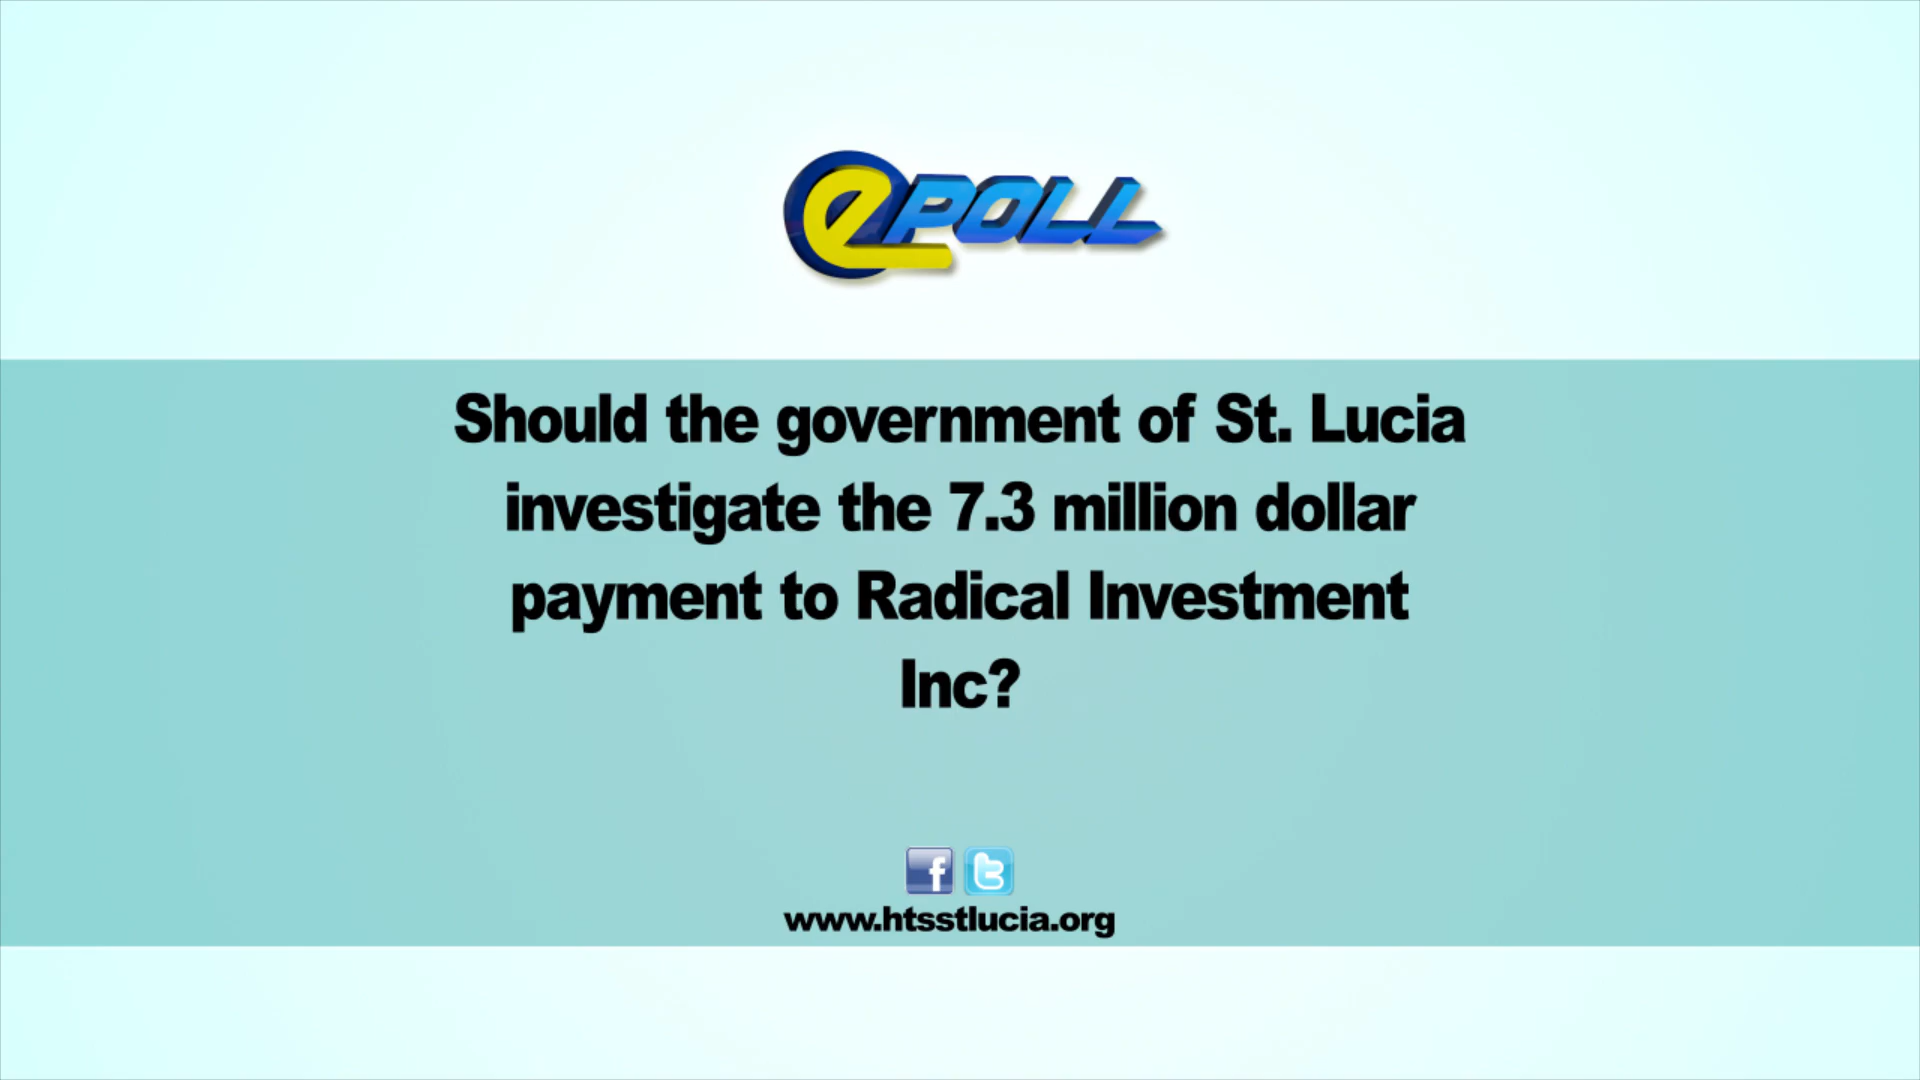 ePOLL
Should the government of St. Lucia
investigate the 7.3 million dollar
payment to Radical Investment
Inc?
f t
www.htsstlucia.org